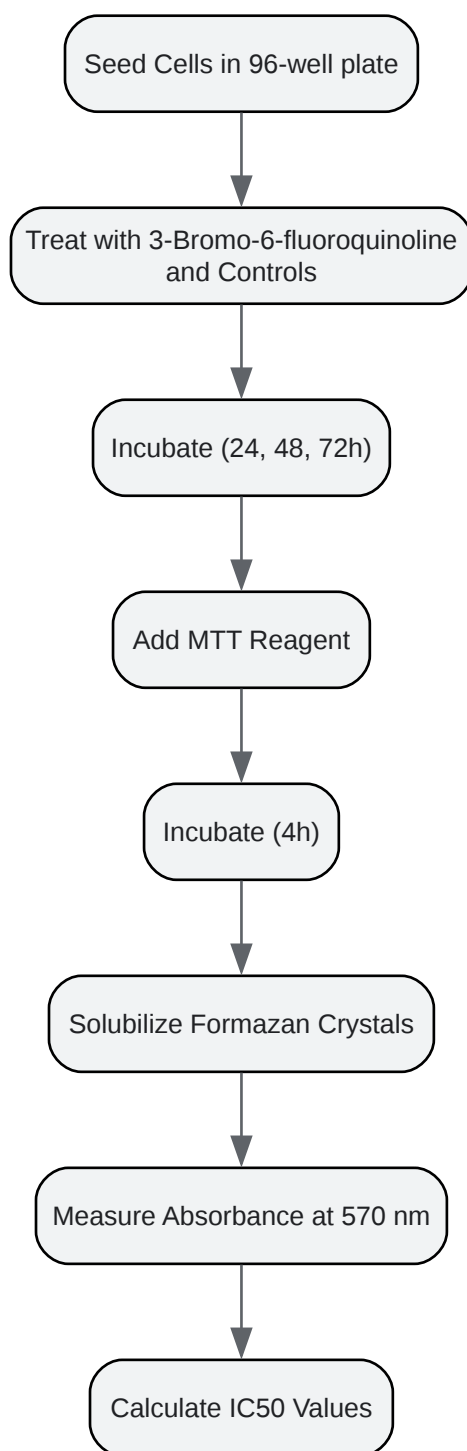 Seed Cells in 96-well plate
Treat with 3-Bromo-6-fluoroquinoline
and Controls
Incubate (24, 48, 72h)
Add MTT Reagent
Incubate (4h)
Solubilize Formazan Crystals
Measure Absorbance at 570 nm
Calculate IC50 Values